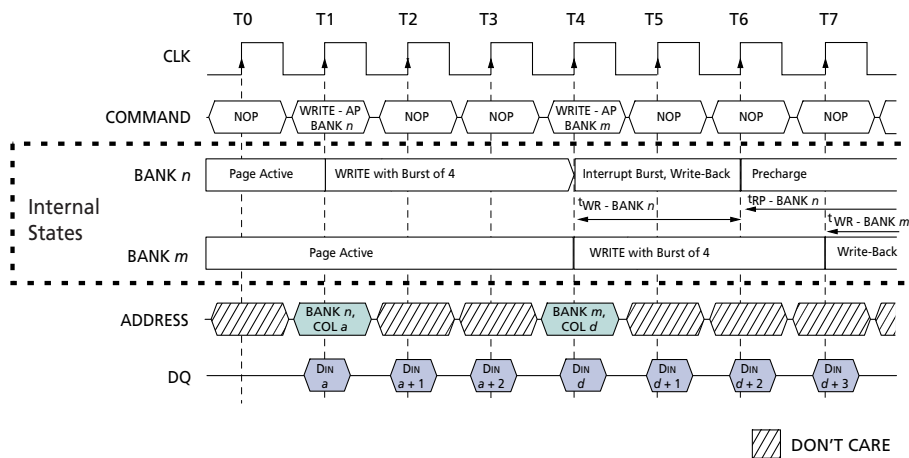 T0 T1 T2 T3 T4 T5 T6 T7
CLK
COMMAND NOP WRITE - AP BANK n NOP NOP WRITE - AP BANK m NOP NOP NOP
BANK n Page Active WRITE with Burst of 4 Interrupt Burst, Write-Back Precharge
Internal States
tWR - BANK n tRP - BANK n
tWR - BANK m
BANK m Page Active WRITE with Burst of 4 Write-Back
ADDRESS BANK n, COL a BANK m, COL d
DQ DIN a DIN a + 1 DIN a + 2 DIN d DIN d + 1 DIN d + 2 DIN d + 3
DON'T CARE